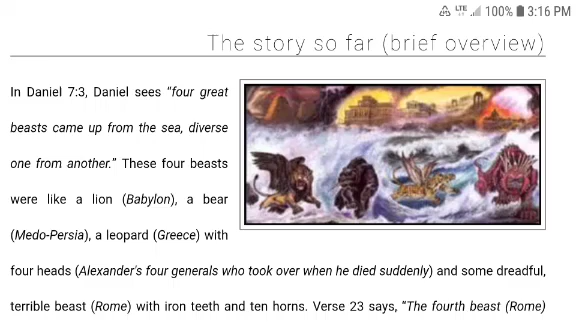 LTE 100% 3:16 PM
The story so far (brief overview)
In Daniel 7:3, Daniel sees "four great
beasts came up from the sea, diverse
one from another." These four beasts
were like a lion (Babylon), a bear
(Medo-Persia), a leopard (Greece) with
four heads (Alexander's four generals who took over when he died suddenly) and some dreadful,
terrible beast (Rome) with iron teeth and ten horns. Verse 23 says, "The fourth beast (Rome)